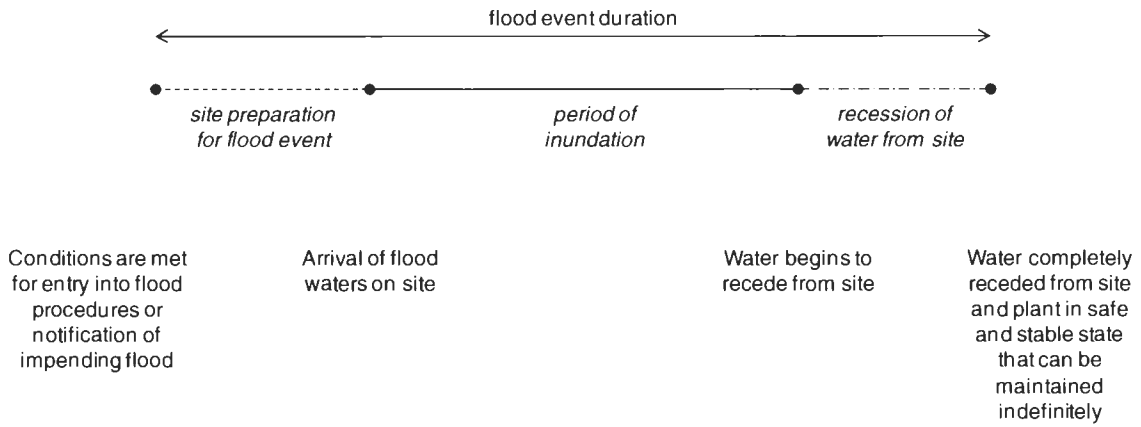 flood event duration
site preparation
for flood event
period of
inundation
recession of
water from site
Conditions are met
for entry into flood
procedures or
notification of
impending flood
Arrival of flood
waters on site
Water begins to
recede from site
Water completely
receded from site
and plant in safe
and stable state
that can be
maintained
indefinitely